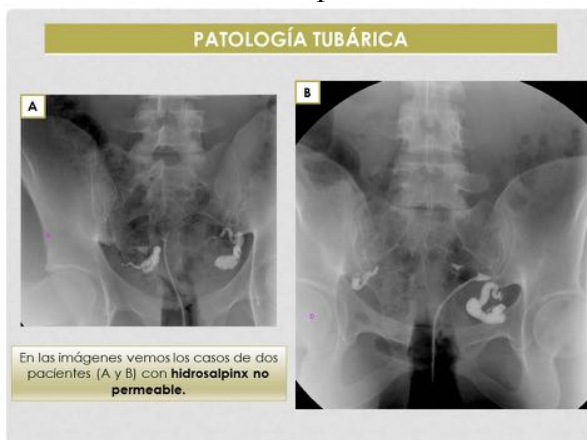 PATOLOGÍA TUBÁRICA
A
B
En las imágenes vemos los casos de dos
pacientes (A y B) con hidrosalpinx no
permeable.